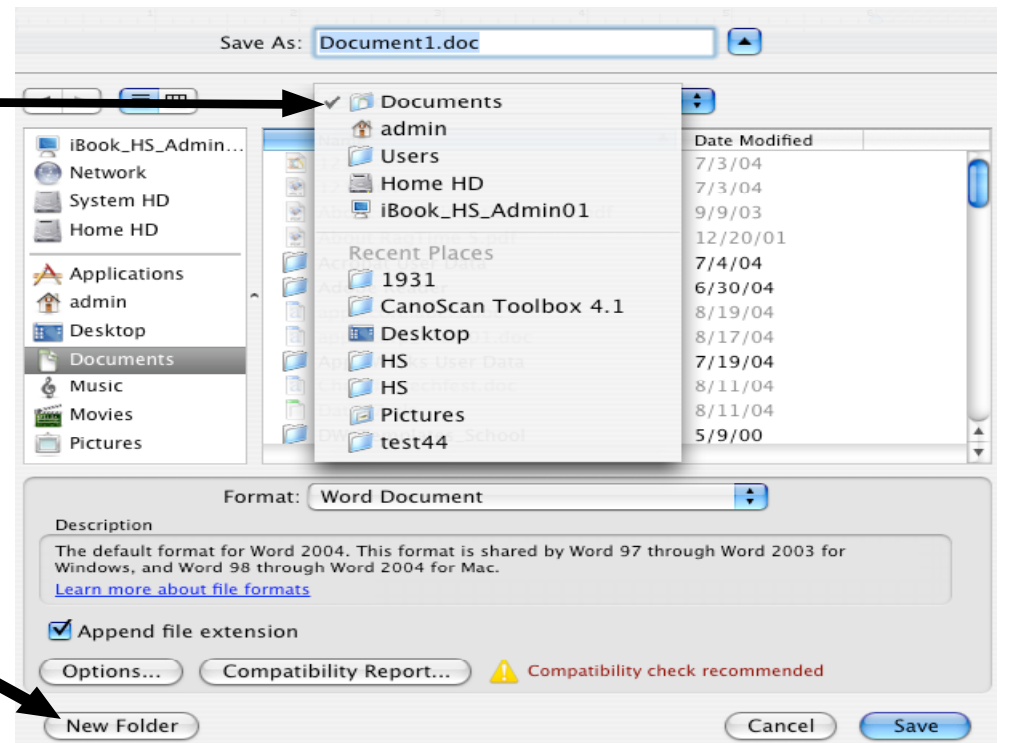 Save As: Document1.doc
Documents
admin
Users
Home HD
iBook_HS_Admin01
Recent Places
1931
CanoScan Toolbox 4.1
Desktop
HS
HS
Pictures
test44
iBook_HS_Admin...
Network
System HD
Home HD
Applications
admin
Desktop
Documents
Music
Movies
Pictures
Date Modified
7/3/04
7/3/04
9/9/03
12/20/01
7/4/04
6/30/04
8/19/04
8/17/04
7/19/04
8/11/04
8/11/04
5/9/00
Format: Word Document
Description
The default format for Word 2004. This format is shared by Word 97 through Word 2003 for
Windows, and Word 98 through Word 2004 for Mac.
Learn more about file formats
Append file extension
Options... Compatibility Report... Compatibility check recommended
New Folder Cancel Save